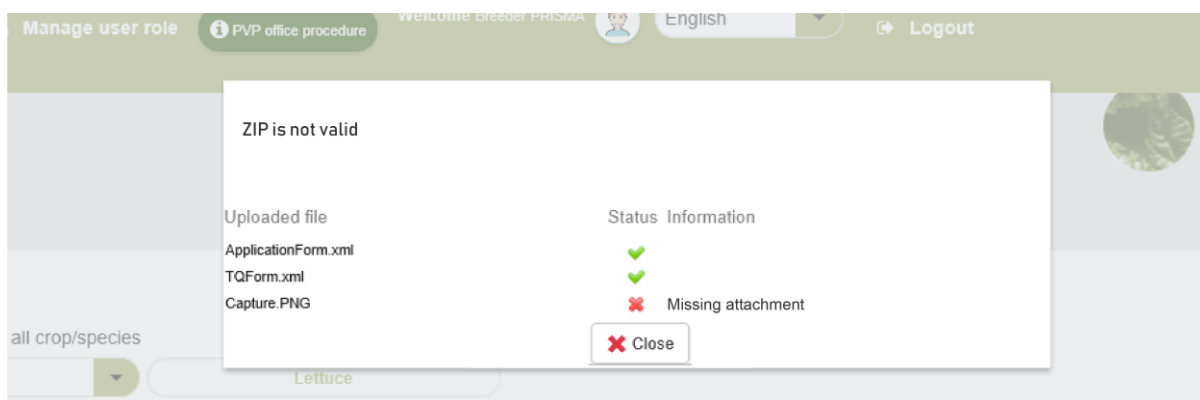 Manage user role
PVP office procedure
Welcome Breeder PRISMA
English
Logout
ZIP is not valid
Uploaded file Status Information
ApplicationForm.xml
TQForm.xml
Capture.PNG Missing attachment
all crop/species
Close
Lettuce